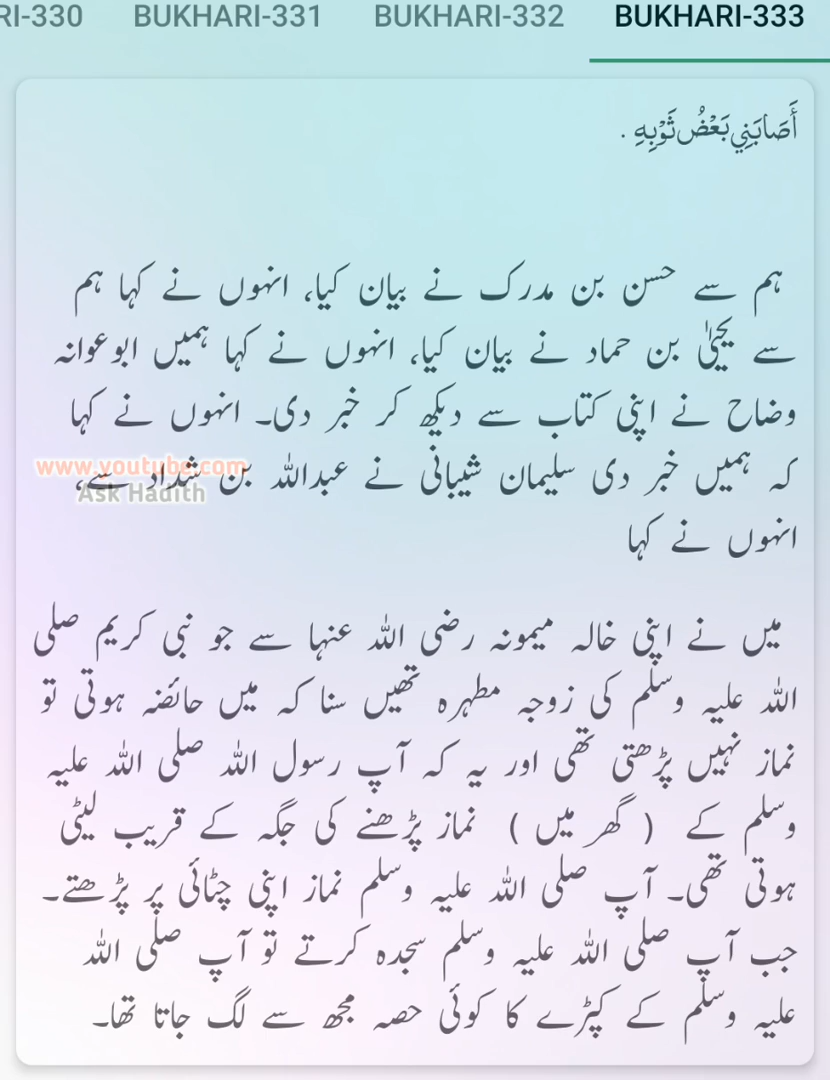 RI-330 BUKHARI-331 BUKHARI-332 BUKHARI-333
أَصَابَنِي بَعْضُ ثَوْبِهِ .
ہم سے حسن بن مدرک نے بیان کیا، انہوں نے کہا ہم
سے یحییٰ بن حماد نے بیان کیا، انہوں نے کہا ہمیں ابوعوانہ
وضاح نے اپنی کتاب سے دیکھ کر خبر دی۔ انہوں نے کہا
کہ ہمیں خبر دی سلیمان شیبانی نے عبداللہ بن شداد سے،
www.youtube.com
Ask Hadith
انہوں نے کہا
میں نے اپنی خالہ میمونہ رضی اللہ عنہا سے جو نبی کریم صلی
اللہ علیہ وسلم کی زوجہ مطہرہ تھیں سنا کہ میں حائضہ ہوتی تو
نماز نہیں پڑھتی تھی اور یہ کہ آپ رسول اللہ صلی اللہ علیہ
وسلم کے ( گھر میں ) نماز پڑھنے کی جگہ کے قریب لیٹی
ہوتی تھی۔ آپ صلی اللہ علیہ وسلم نماز اپنی چٹائی پر پڑھتے۔
جب آپ صلی اللہ علیہ وسلم سجدہ کرتے تو آپ صلی اللہ
علیہ وسلم کے کپڑے کا کوئی حصہ مجھ سے لگ جاتا تھا۔